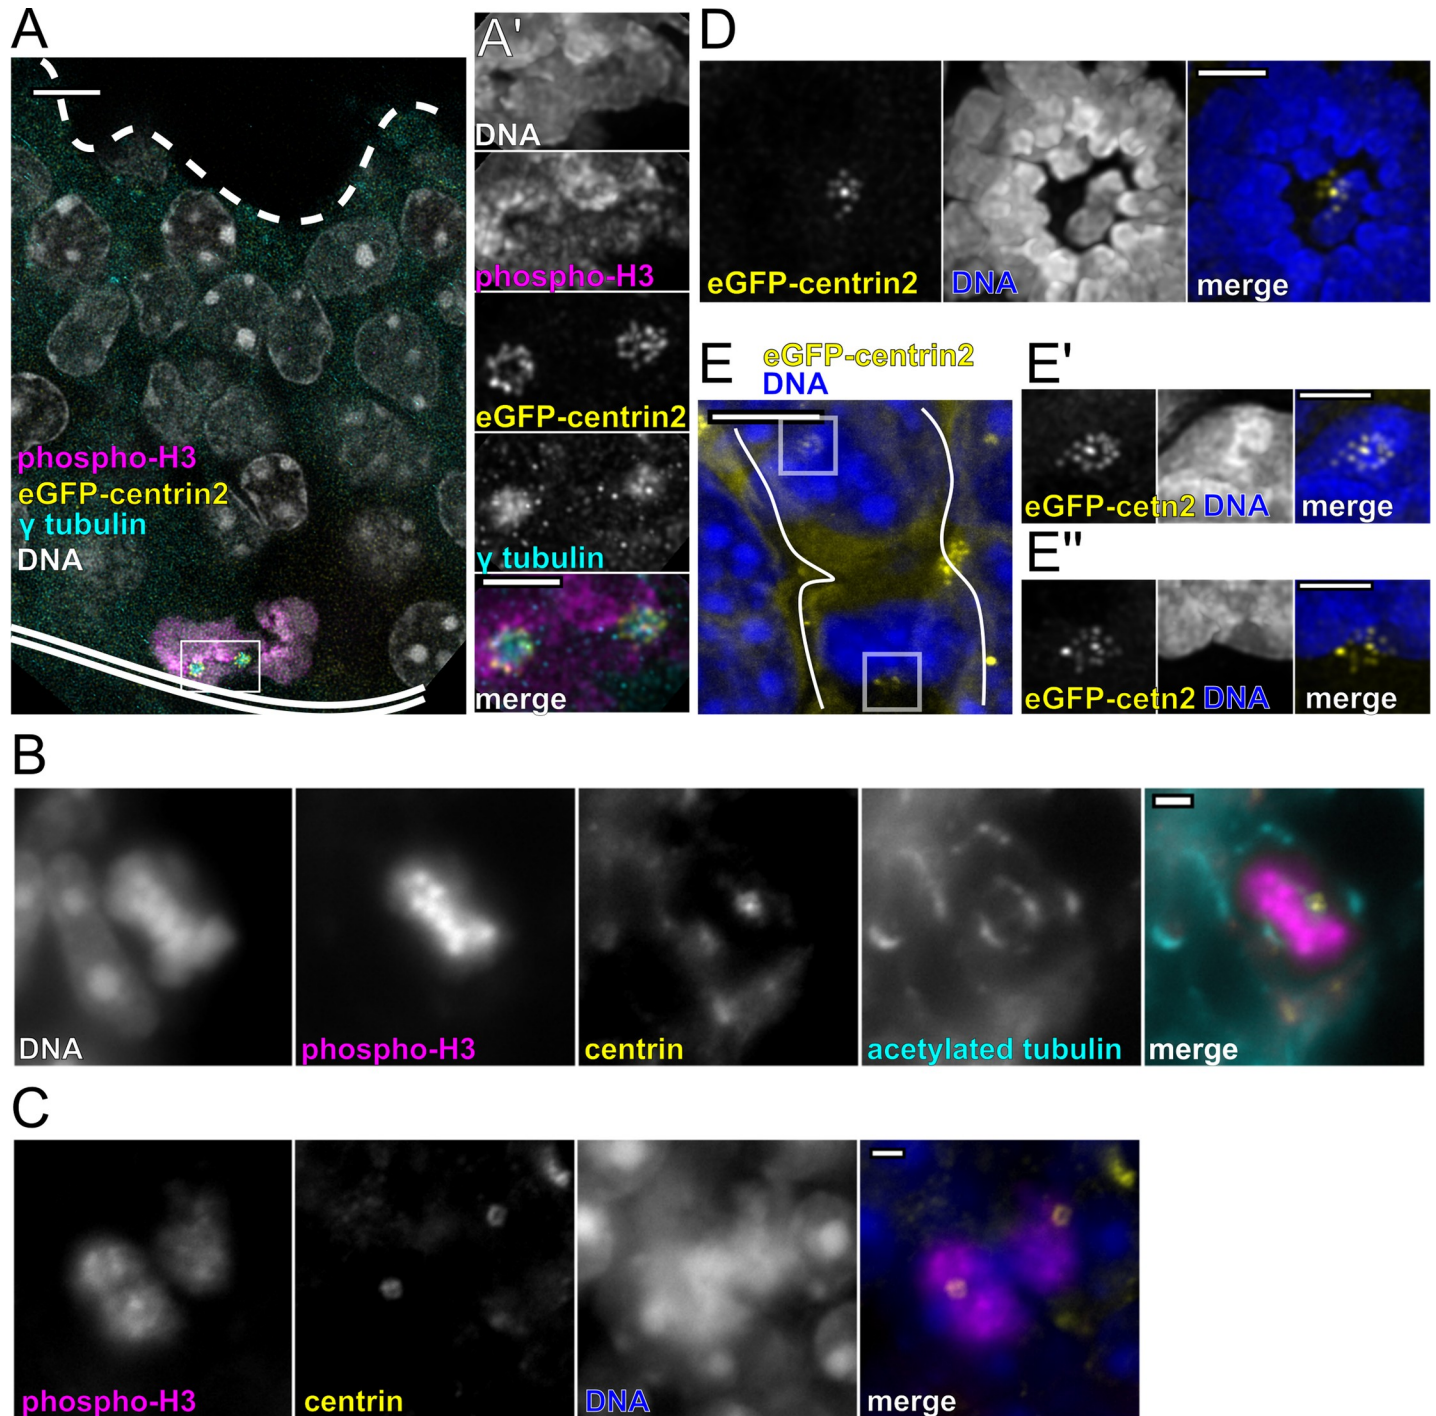 A
phospho-H3
eGFP-centrin2
γ tubulin
DNA
A'
DNA
phospho-H3
eGFP-centrin2
γ tubulin
merge
D
eGFP-centrin2
DNA
merge
E
eGFP-centrin2
DNA
E'
eGFP-cetn2
DNA
merge
E"
eGFP-cetn2
DNA
merge
B
DNA
phospho-H3
centrin
acetylated tubulin
merge
C
phospho-H3
centrin
DNA
merge